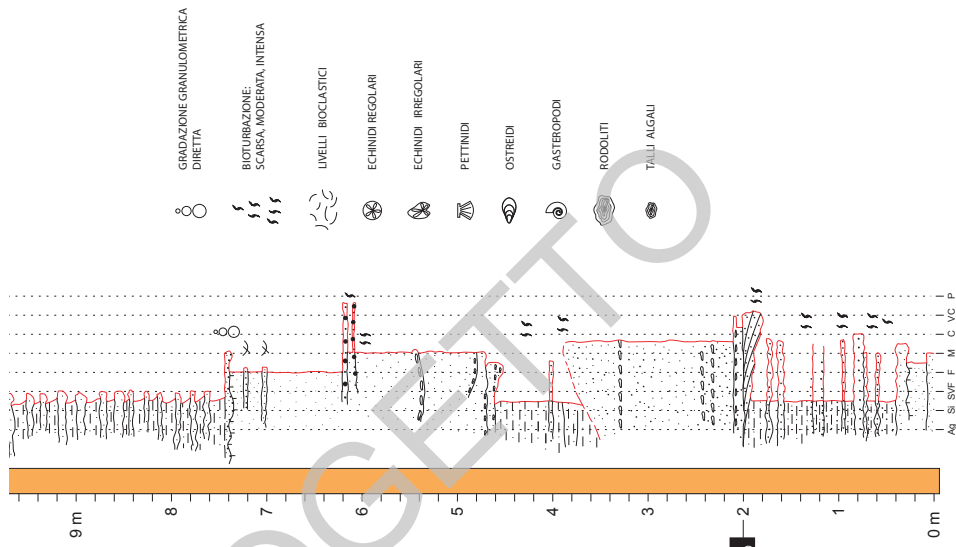 GRADAZIONE GRANULOMETRICA
DIRETTA
BIOTURBAZIONE:
SCARSA, MODERATA, INTENSA
LIVELLI BIOCLASTICI
ECHINIDI REGOLARI
ECHINIDI IRREGOLARI
PETTINIDI
OSTREIDI
GASTEROPODI
RODOLITI
TALLI ALGALI
P
VC
C
M
F
VF
S
Si
Ag
9 m
8
7
6
5
4
3
2
1
0 m
OGETTO